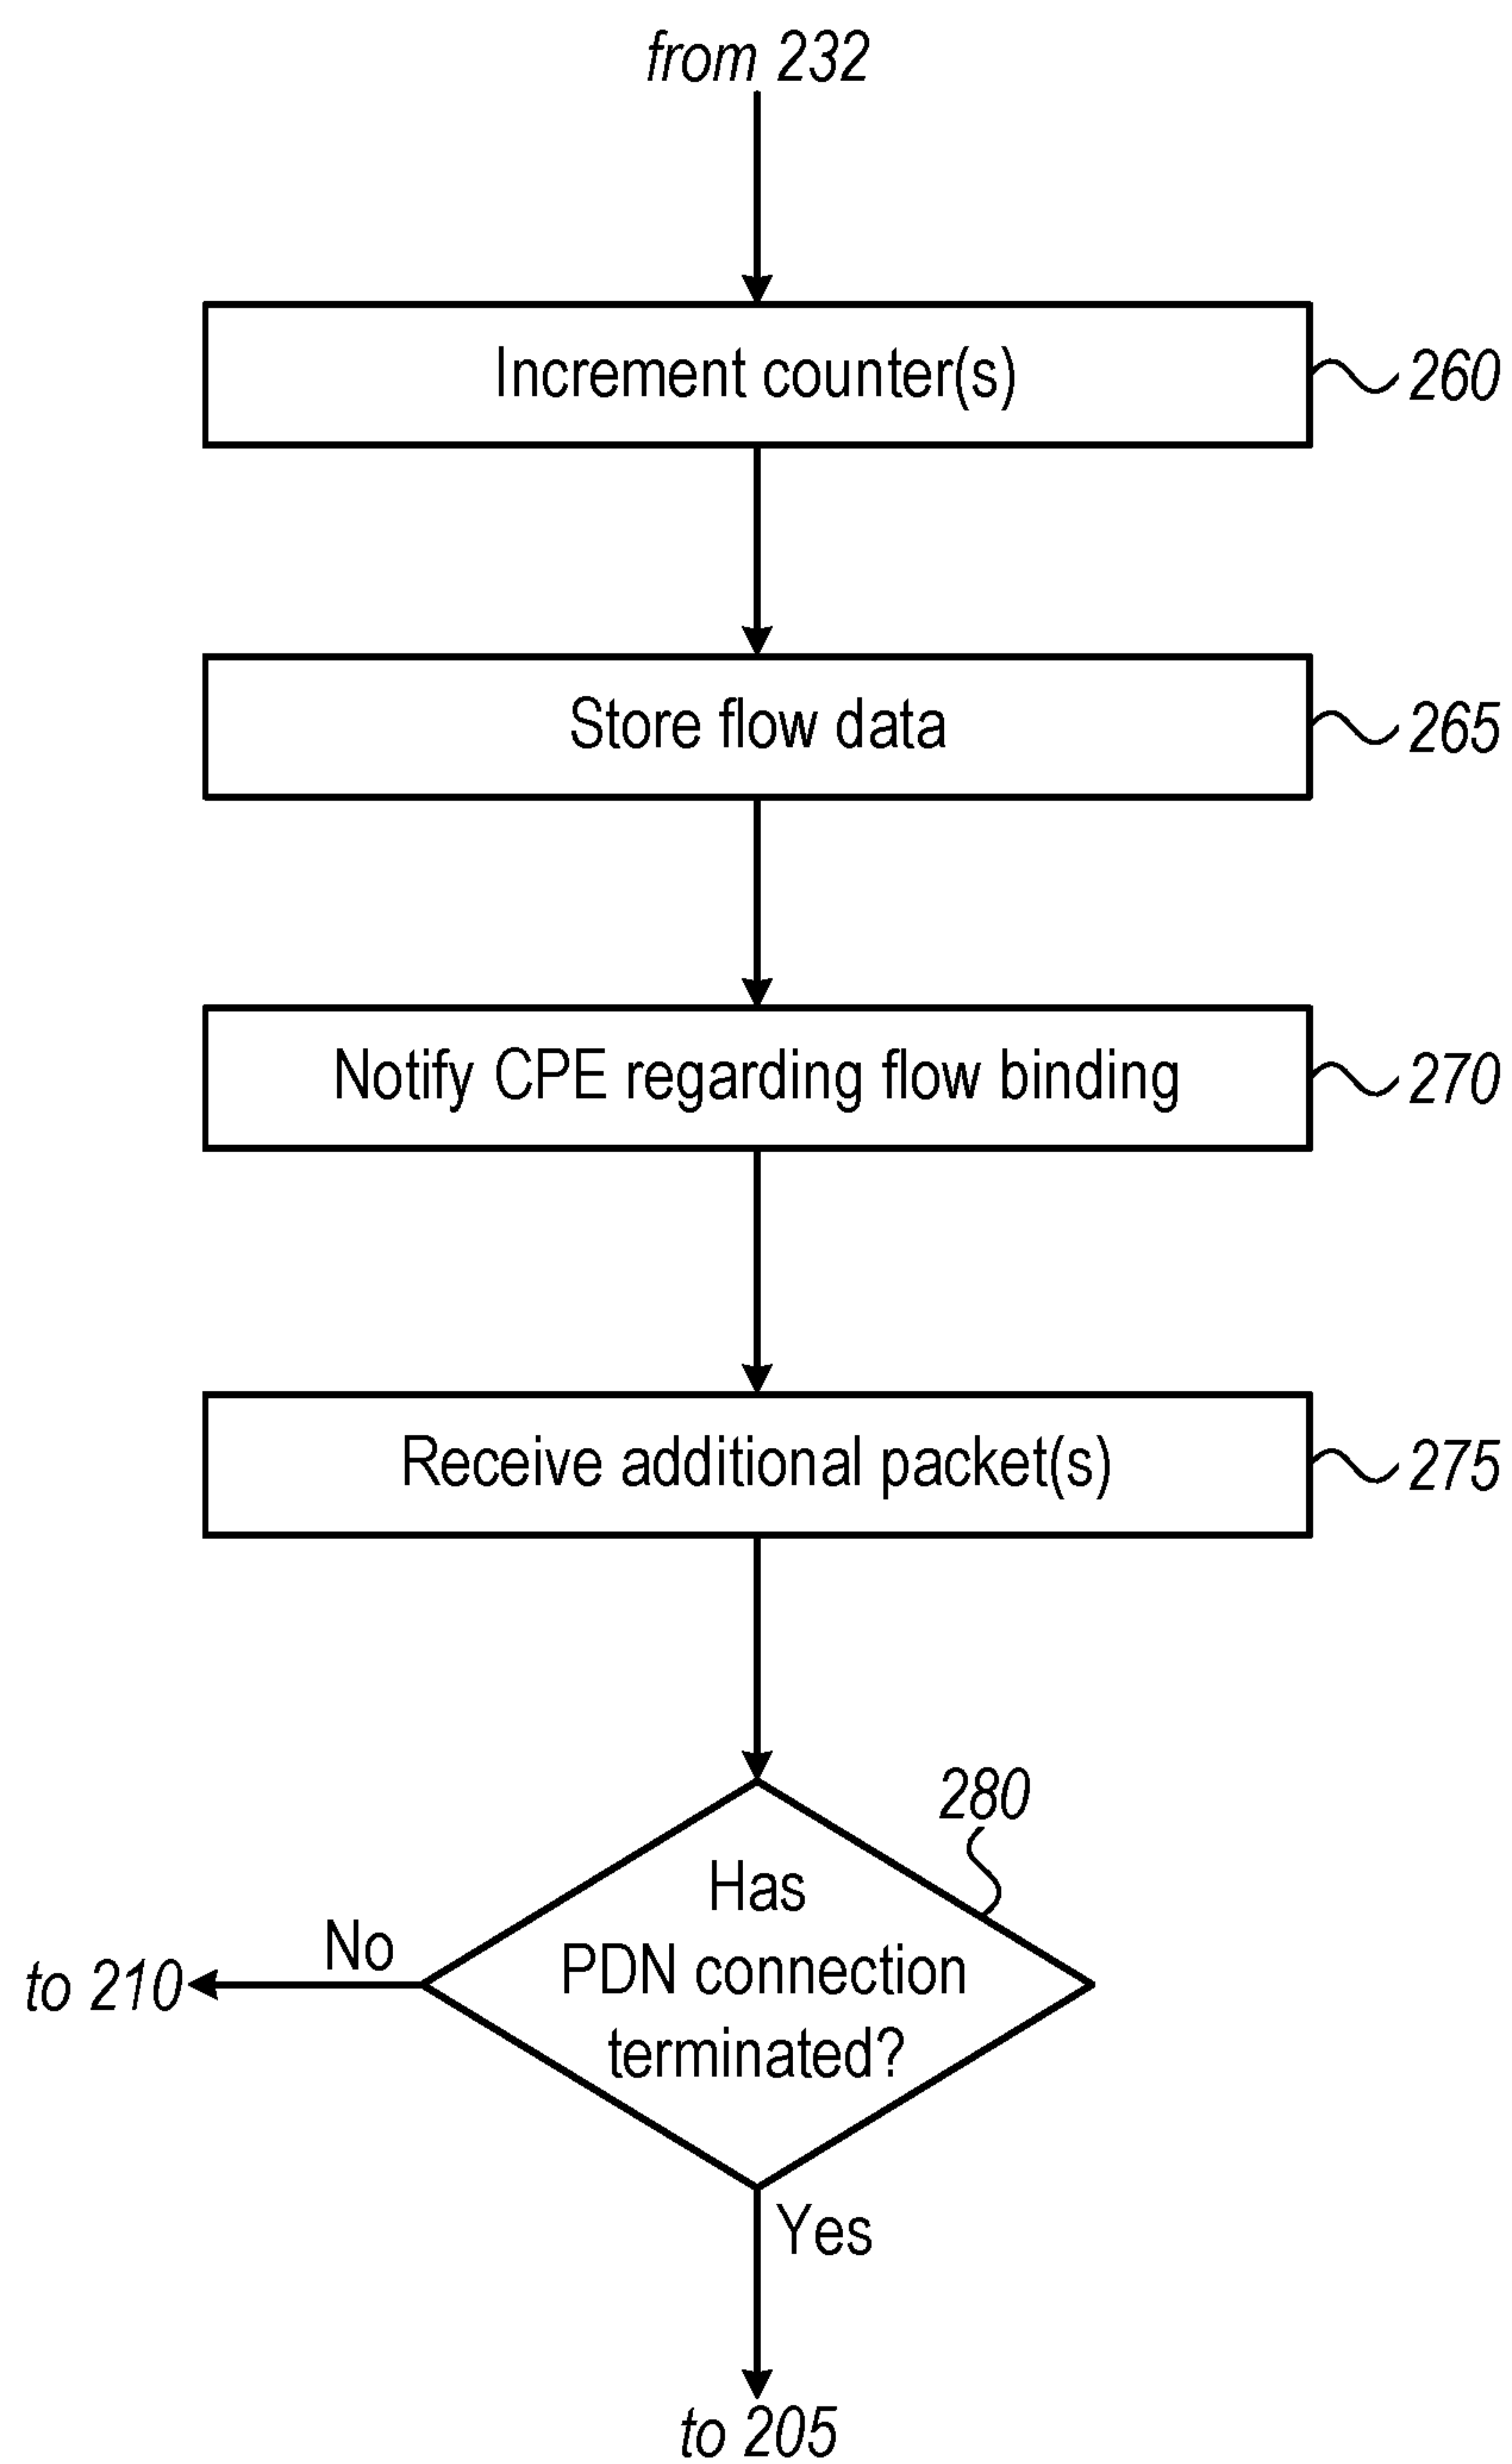 from 232
Increment counter(s)
260
Store flow data
265
Notify CPE regarding flow binding
270
Receive additional packet(s)
275
280
Has
PDN connection
terminated?
No
to 210
Yes
to 205